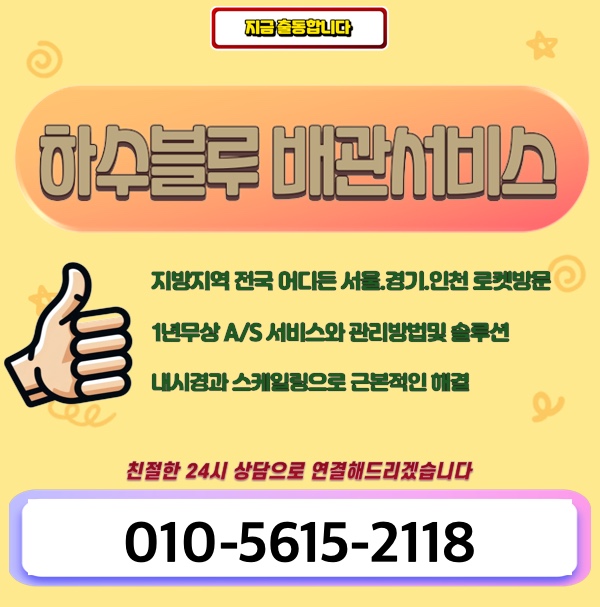 지금 출동합니다
하수블루 배관서비스
지방지역 전국 어디든 서울.경기.인천 로켓방문
1년무상 A/S 서비스와 관리방법및 솔루션
내시경과 스케일링으로 근본적인 해결
친절한 24시 상담으로 연결해드리겠습니다
010-5615-2118